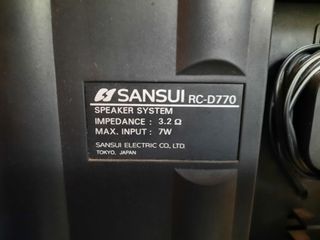 SANSUI RC-D770
SPEAKER SYSTEM
IMPEDANCE : 3.2 Ω
MAX. INPUT : 7W
SANSUI ELECTRIC CO., LTD.
TOKYO, JAPAN